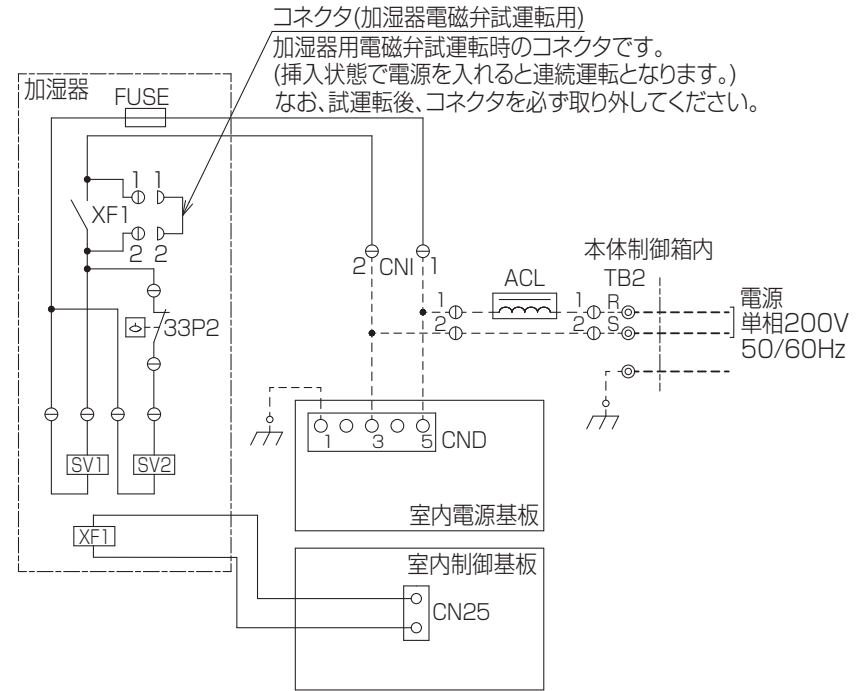 コネクタ(加湿器電磁弁試運転用)
加湿器用電磁弁試運転時のコネクタです。
(挿入状態で電源を入れると連続運転となります。)
なお、試運転後、コネクタを必ず取り外してください。
加湿器
FUSE
1 1
XF1
2 2
33P2
SV1
SV2
XF1
2 CNI 1
ACL
本体制御箱内
TB2
1
1 R
2
2 S
電源
単相200V
50/60Hz
1 3 5 CND
室内電源基板
室内制御基板
CN25